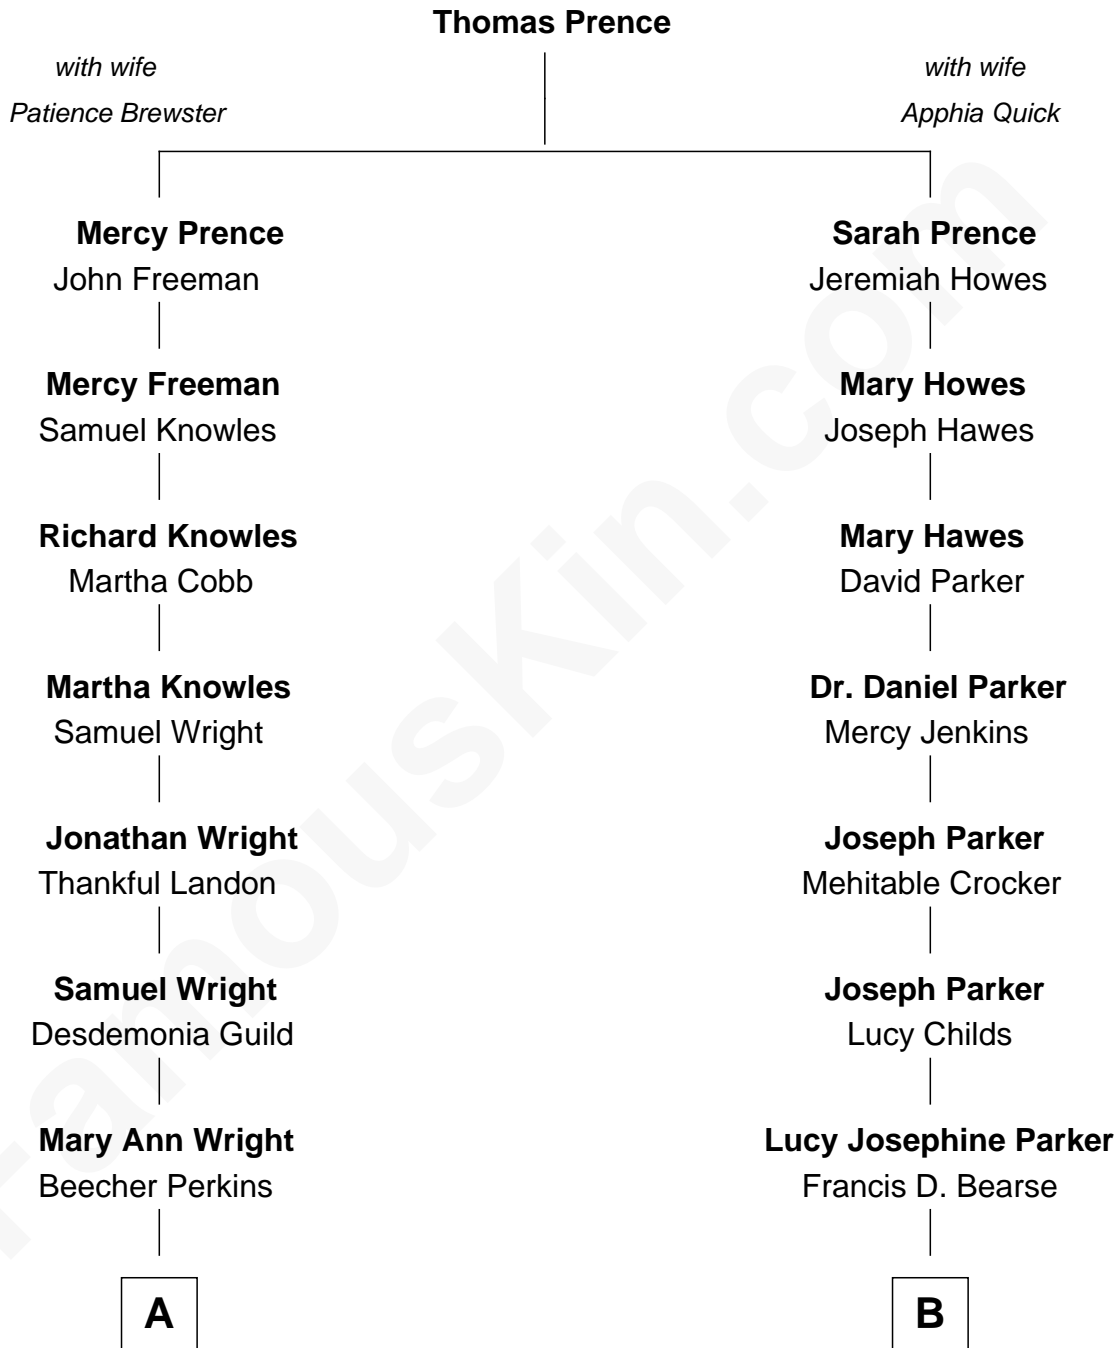 Thomas Prence
with wife
Patience Brewster
with wife
Apphia Quick
Mercy Prence
John Freeman
Sarah Prence
Jeremiah Howes
Mercy Freeman
Samuel Knowles
Mary Howes
Joseph Hawes
Richard Knowles
Martha Cobb
Mary Hawes
David Parker
Martha Knowles
Samuel Wright
Dr. Daniel Parker
Mercy Jenkins
Jonathan Wright
Thankful Landon
Joseph Parker
Mehitable Crocker
Samuel Wright
Desdemonia Guild
Joseph Parker
Lucy Childs
Mary Ann Wright
Beecher Perkins
Lucy Josephine Parker
Francis D. Bearse
A
B
FamousKin.com